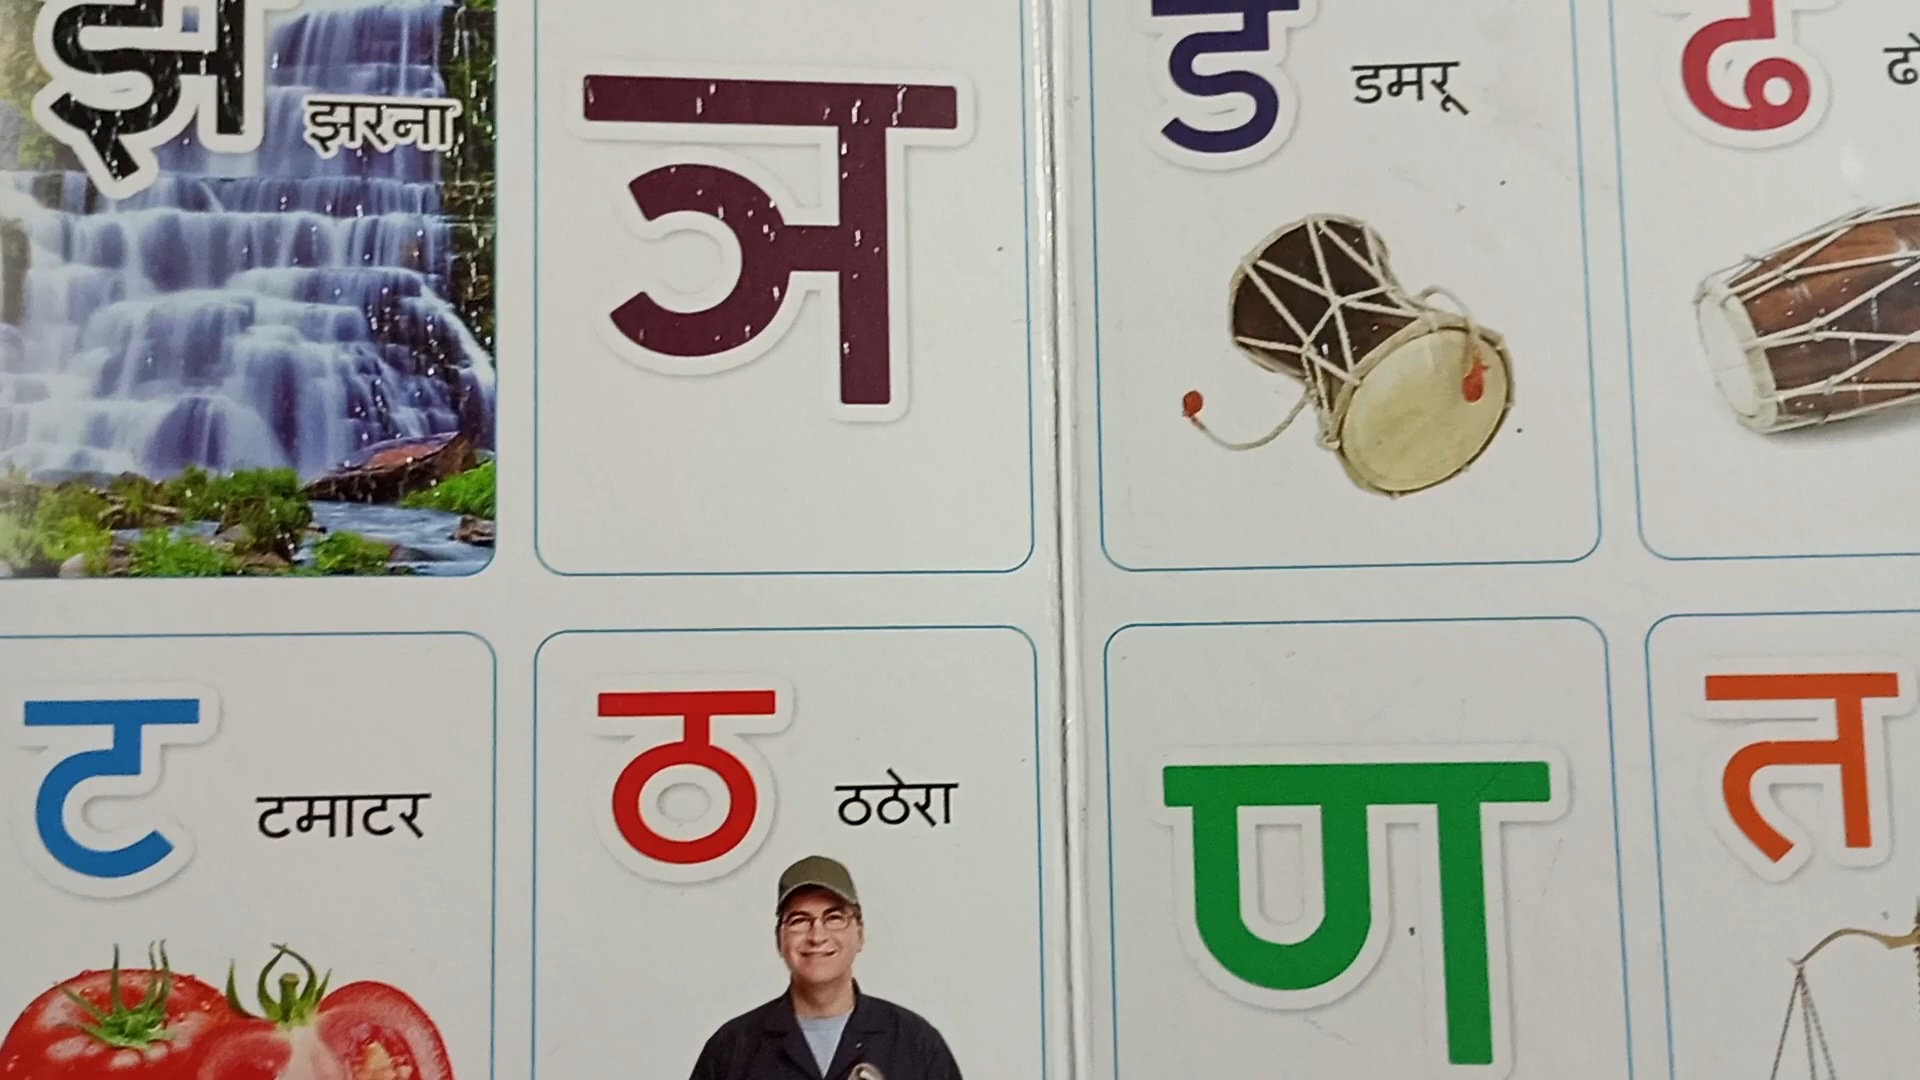 झ
झरना
ञ
ड
डमरू
ढ
ट
टमाटर
ठ
ठठेरा
ण
त